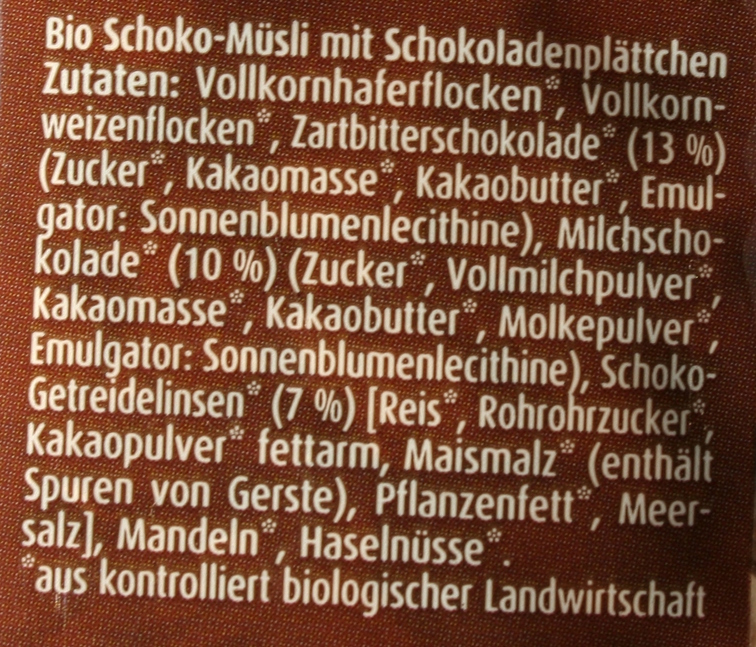 Bio Schoko-Müsli mit Schokoladenplättchen
Zutaten: Vollkornhaferflocken*, Vollkorn-
weizenflocken*, Zartbitterschokolade* (13 %)
(Zucker*, Kakaomasse*, Kakaobutter*, Emul-
gator: Sonnenblumenlecithine), Milchscho-
kolade* (10 %) (Zucker*, Vollmilchpulver*,
Kakaomasse*, Kakaobutter*, Molkepulver*,
Emulgator: Sonnenblumenlecithine), Schoko-
Getreidelinsen* (7 %) [Reis*, Rohrohrzucker*,
Kakaopulver* fettarm, Maismalz* (enthält
Spuren von Gerste), Pflanzenfett*, Meer-
salz], Mandeln*, Haselnüsse*.
*aus kontrolliert biologischer Landwirtschaft